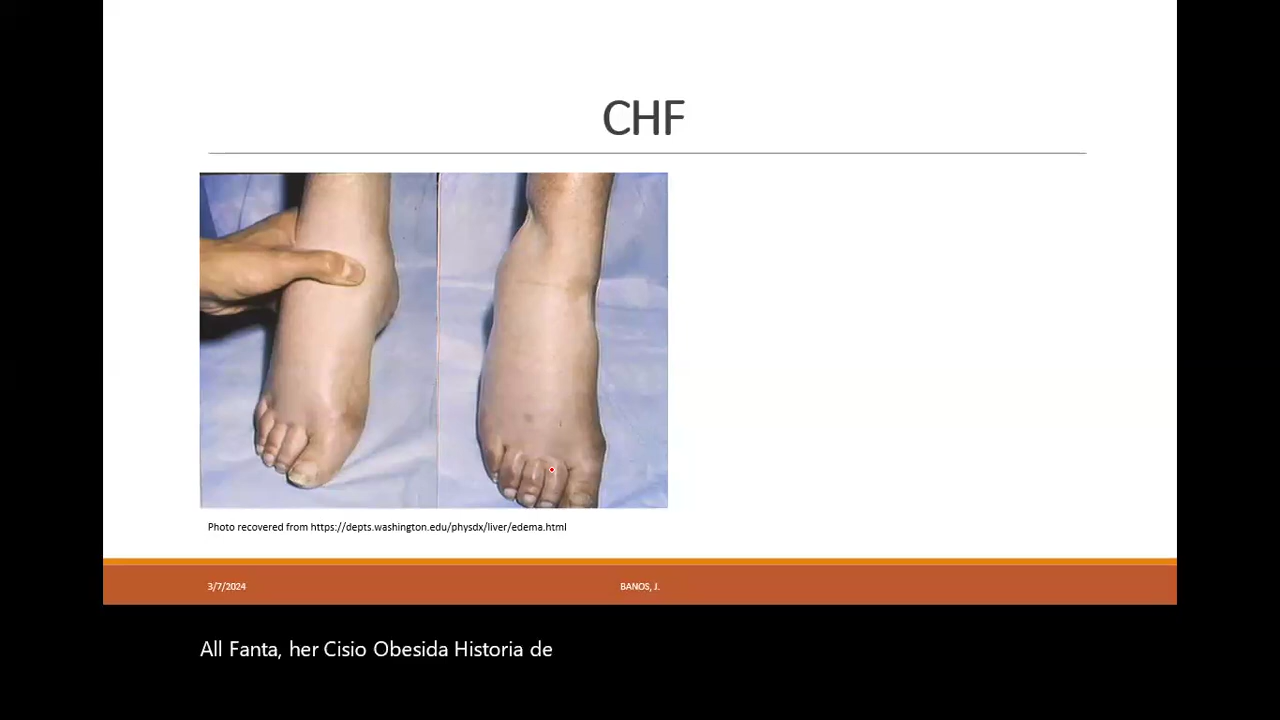 CHF
Photo recovered from https://depts.washington.edu/physdx/liver/edema.html
3/7/2024
BANOS, J.
All Fanta, her Cisio Obesida Historia de